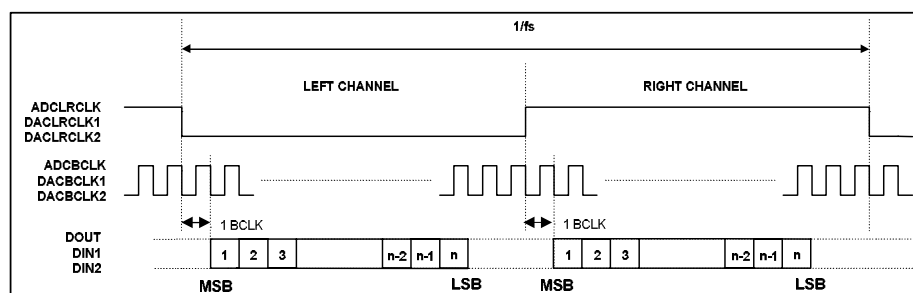 1/fs
LEFT CHANNEL RIGHT CHANNEL
ADCLRCLK
DACLRCLK1
DACLRCLK2
ADCBCLK
DACBCLK1
DACBCLK2
1 BCLK 1 BCLK
DOUT
DIN1 1 2 3 n-2 n-1 n 1 2 3 n-2 n-1 n
DIN2
MSB LSB MSB LSB